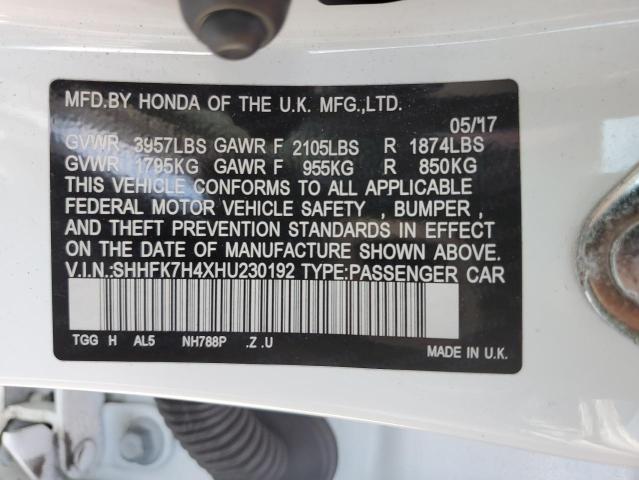 MFD.BY HONDA OF THE U.K. MFG.,LTD.
05/17
GVWR 3957LBS GAWR F 2105LBS R 1874LBS
GVWR 1795KG GAWR F 955KG R 850KG
THIS VEHICLE CONFORMS TO ALL APPLICABLE
FEDERAL MOTOR VEHICLE SAFETY , BUMPER ,
AND THEFT PREVENTION STANDARDS IN EFFECT
ON THE DATE OF MANUFACTURE SHOWN ABOVE.
V.I.N.:SHHFK7H4XHU230192 TYPE:PASSENGER CAR
TGG H AL5 NH788P .Z .U
MADE IN U.K.